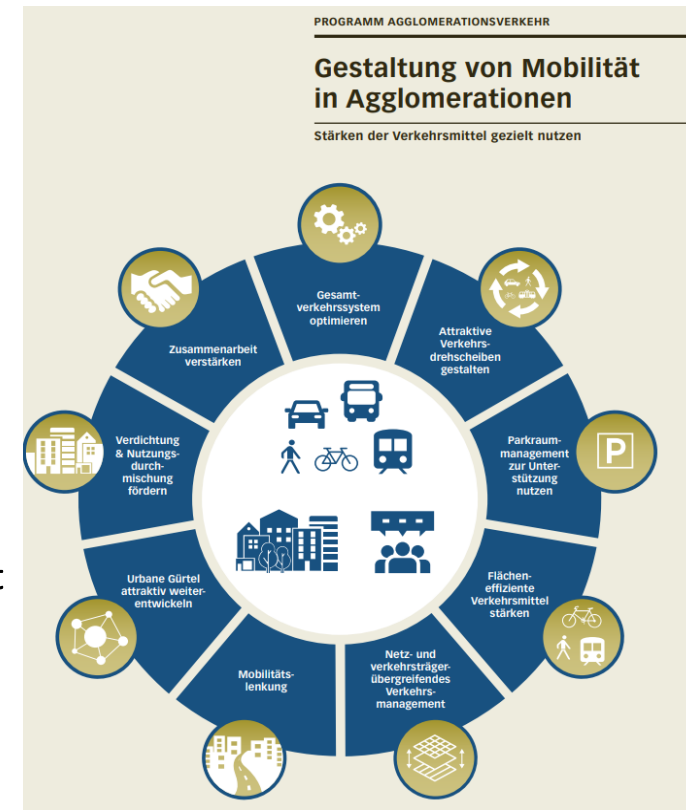 PROGRAMM AGGLOMERATIONSVERKEHR
Gestaltung von Mobilität
in Agglomerationen
Stärken der Verkehrsmittel gezielt nutzen
Gesamt-
verkehrssystem
optimieren
Attraktive
Verkehrs-
drehscheiben
gestalten
Parkraum-
management
zur Unter-
stützung
nutzen
P
Flächen-
effiziente
Verkehrsmittel
stärken
Netz- und
verkehrsträger-
übergreifendes
Verkehrs-
management
Mobilitäts-
lenkung
Urbane Gürtel
attraktiv weiter-
entwickeln
Verdichtung
& Nutzungs-
durch-
mischung
fördern
Zusammenarbeit
verstärken
t